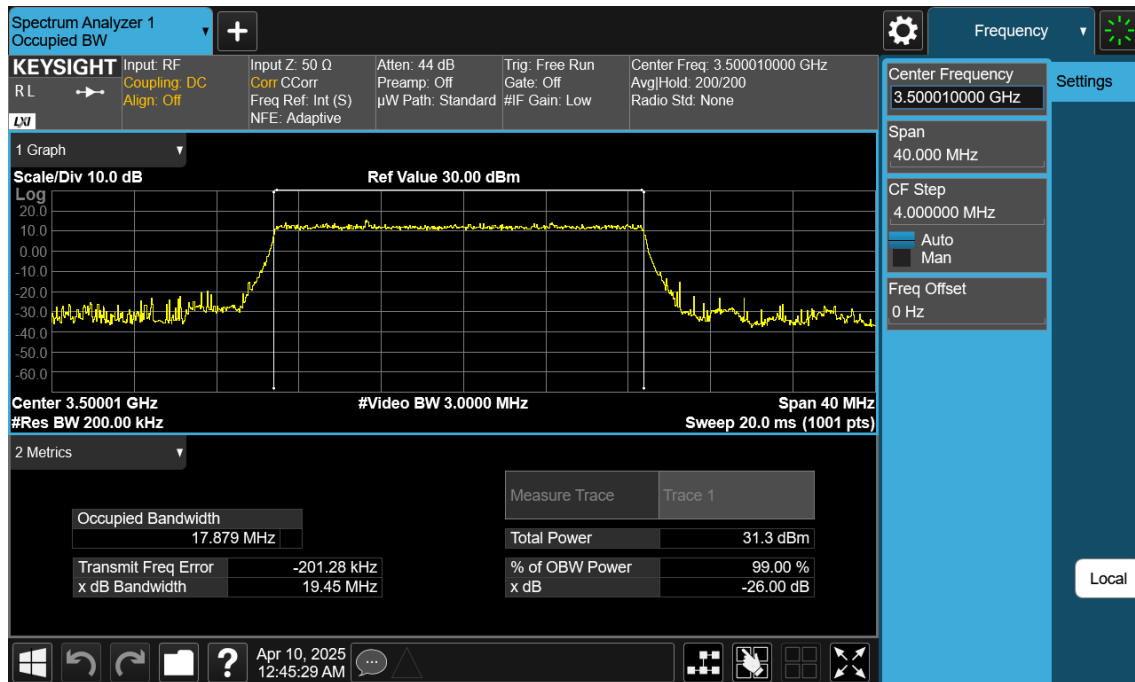 Spectrum Analyzer 1
Occupied BW
+
Frequency
KEYSIGHT
R L
LXI
Input: RF
Coupling: DC
Align: Off
Input Z: 50 Ω
Corr CCorr
Freq Ref: Int (S)
NFE: Adaptive
Atten: 44 dB
Preamp: Off
µW Path: Standard
Trig: Free Run
Gate: Off
#IF Gain: Low
Center Freq: 3.500010000 GHz
Avg|Hold: 200/200
Radio Std: None
Center Frequency
3.500010000 GHz
Settings
Span
40.000 MHz
CF Step
4.000000 MHz
Auto
Man
Freq Offset
0 Hz
Local
1 Graph
Scale/Div 10.0 dB
Ref Value 30.00 dBm
Log
20.0
10.0
0.00
-10.0
-20.0
-30.0
-40.0
-50.0
-60.0
Center 3.50001 GHz
#Video BW 3.0000 MHz
Span 40 MHz
#Res BW 200.00 kHz
Sweep 20.0 ms (1001 pts)
2 Metrics
Measure Trace
Trace 1
Occupied Bandwidth
17.879 MHz
Total Power
31.3 dBm
Transmit Freq Error
-201.28 kHz
% of OBW Power
99.00 %
x dB Bandwidth
19.45 MHz
x dB
-26.00 dB
?
Apr 10, 2025
12:45:29 AM